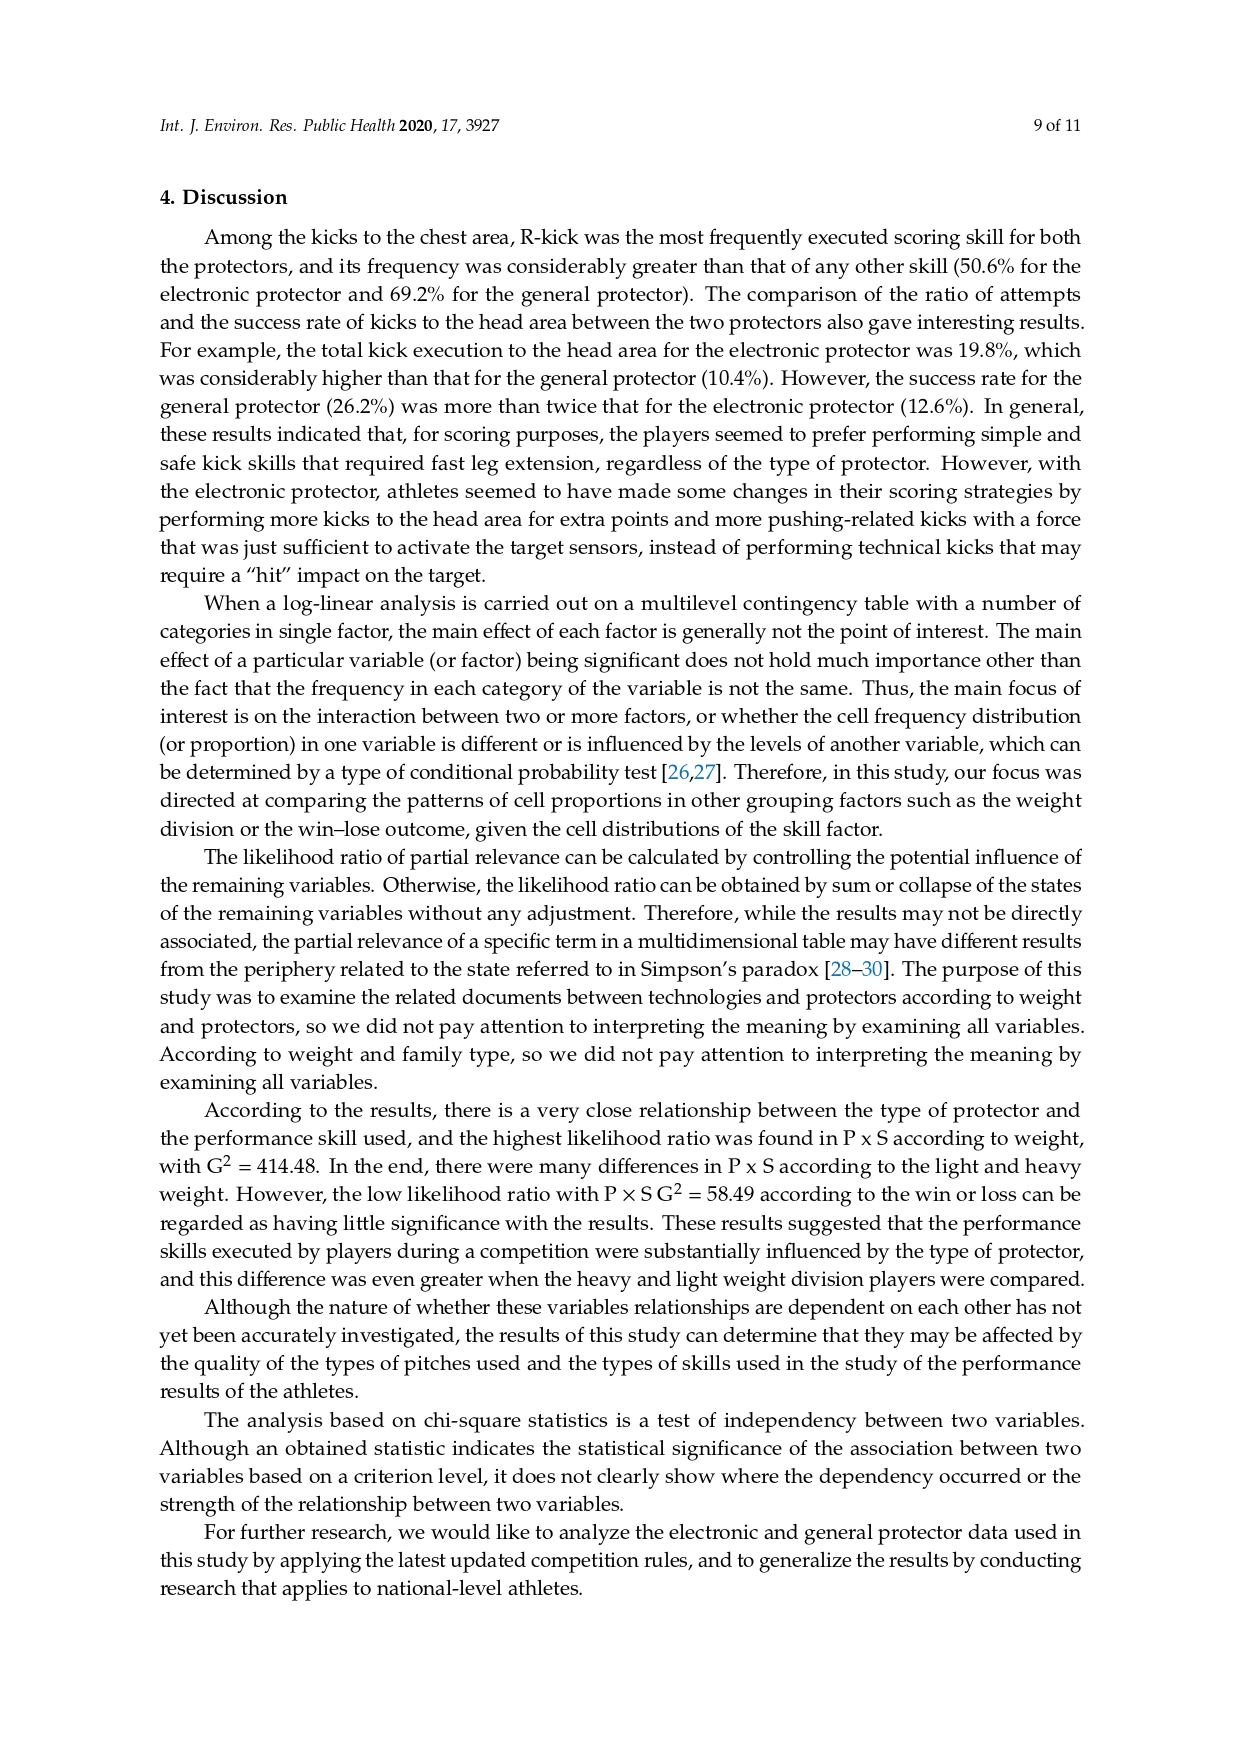 Int. J. Environ. Res. Public Health 2020, 17, 3927
9 of 11
4. Discussion
Among the kicks to the chest area, R-kick was the most frequently executed scoring skill for both
the protectors, and its frequency was considerably greater than that of any other skill (50.6% for the
electronic protector and 69.2% for the general protector). The comparison of the ratio of attempts
and the success rate of kicks to the head area between the two protectors also gave interesting results.
For example, the total kick execution to the head area for the electronic protector was 19.8%, which
was considerably higher than that for the general protector (10.4%). However, the success rate for the
general protector (26.2%) was more than twice that for the electronic protector (12.6%). In general,
these results indicated that, for scoring purposes, the players seemed to prefer performing simple and
safe kick skills that required fast leg extension, regardless of the type of protector. However, with
the electronic protector, athletes seemed to have made some changes in their scoring strategies by
performing more kicks to the head area for extra points and more pushing-related kicks with a force
that was just sufficient to activate the target sensors, instead of performing technical kicks that may
require a “hit” impact on the target.
When a log-linear analysis is carried out on a multilevel contingency table with a number of
categories in single factor, the main effect of each factor is generally not the point of interest. The main
effect of a particular variable (or factor) being significant does not hold much importance other than
the fact that the frequency in each category of the variable is not the same. Thus, the main focus of
interest is on the interaction between two or more factors, or whether the cell frequency distribution
(or proportion) in one variable is different or is influenced by the levels of another variable, which can
be determined by a type of conditional probability test [26,27]. Therefore, in this study, our focus was
directed at comparing the patterns of cell proportions in other grouping factors such as the weight
division or the win–lose outcome, given the cell distributions of the skill factor.
The likelihood ratio of partial relevance can be calculated by controlling the potential influence of
the remaining variables. Otherwise, the likelihood ratio can be obtained by sum or collapse of the states
of the remaining variables without any adjustment. Therefore, while the results may not be directly
associated, the partial relevance of a specific term in a multidimensional table may have different results
from the periphery related to the state referred to in Simpson’s paradox [28–30]. The purpose of this
study was to examine the related documents between technologies and protectors according to weight
and protectors, so we did not pay attention to interpreting the meaning by examining all variables.
According to weight and family type, so we did not pay attention to interpreting the meaning by
examining all variables.
According to the results, there is a very close relationship between the type of protector and
the performance skill used, and the highest likelihood ratio was found in P x S according to weight,
with G² = 414.48. In the end, there were many differences in P x S according to the light and heavy
weight. However, the low likelihood ratio with P × S G² = 58.49 according to the win or loss can be
regarded as having little significance with the results. These results suggested that the performance
skills executed by players during a competition were substantially influenced by the type of protector,
and this difference was even greater when the heavy and light weight division players were compared.
Although the nature of whether these variables relationships are dependent on each other has not
yet been accurately investigated, the results of this study can determine that they may be affected by
the quality of the types of pitches used and the types of skills used in the study of the performance
results of the athletes.
The analysis based on chi-square statistics is a test of independency between two variables.
Although an obtained statistic indicates the statistical significance of the association between two
variables based on a criterion level, it does not clearly show where the dependency occurred or the
strength of the relationship between two variables.
For further research, we would like to analyze the electronic and general protector data used in
this study by applying the latest updated competition rules, and to generalize the results by conducting
research that applies to national-level athletes.